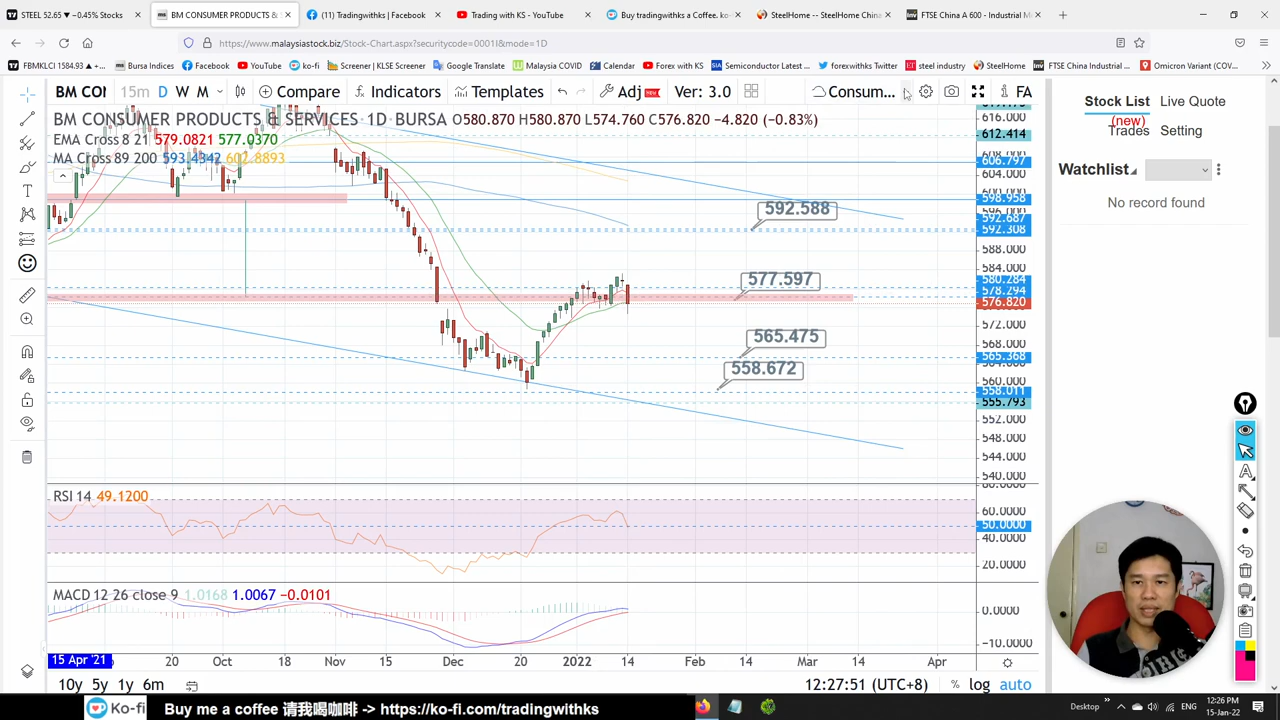 STEEL 52.65 ▼ −0.45% Stocks
BM CONSUMER PRODUCTS &
Tradingwithks | Facebook
Trading with KS - YouTube
Buy tradingwithks a Coffee. ko-
SteelHome -- SteelHome China
FTSE China A 600 - Industrial M
https://www.malaysiastock.biz/Stock-Chart.aspx?securitycode=0001I&mode=1D
FBMKLCI 1584.93 ▲ +...
Bursa Indices
Facebook
YouTube
ko-fi
Screener | KLSE Screener
Google Translate
Malaysia COVID
Calendar
Forex with KS
Semiconductor Latest ...
forexwithks Twitter
steel industry
SteelHome
FTSE China Industrial ...
Omicron Variant (COV...
BM CO
15m D W M
Compare
Indicators
Templates
Adj NEW
Ver: 3.0
Consum...
FA
Stock List
Live Quote
(new)
Trades
Setting
Watchlist
No record found
BM CONSUMER PRODUCTS & SERVICES 1D BURSA O580.870 H580.870 L574.760 C576.820 −4.820 (−0.83%)
EMA Cross 8 21 579.0821 577.0370
MA Cross 89 200 593.4342 602.8893
616.000
612.414
606.797
604.000
598.958
596.000
592.687
592.308
588.000
584.000
580.284
578.294
576.820
572.000
568.000
565.368
560.000
558.011
555.793
552.000
548.000
544.000
540.000
592.588
577.597
565.475
558.672
RSI 14 49.1200
60.0000
50.0000
40.0000
20.0000
MACD 12 26 close 9 1.0168 1.0067 −0.0101
0.0000
−10.0000
15 Apr '21
20
Oct
18
Nov
15
Dec
20
2022
14
Feb
14
Mar
14
Apr
10y 5y 1y 6m
12:27:51 (UTC+8)
% log auto
Ko-fi
Buy me a coffee 请我喝咖啡 -> https://ko-fi.com/tradingwithks
Desktop
12:26 PM
15-Jan-22